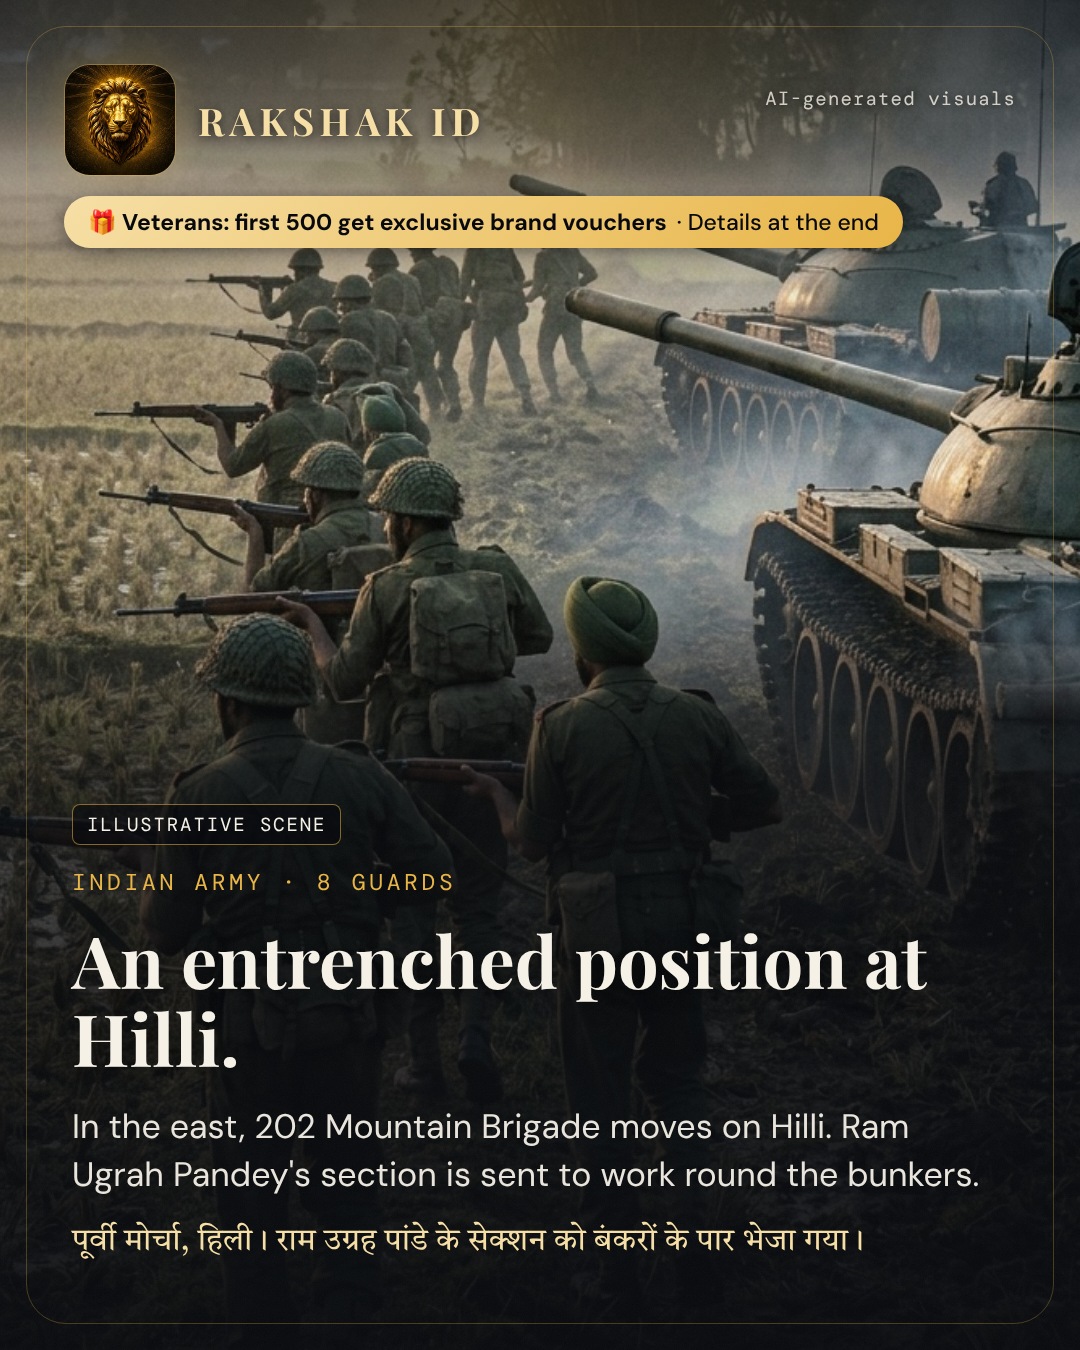 RAKSHAK ID
AI-generated visuals
🎁 Veterans: first 500 get exclusive brand vouchers · Details at the end
ILLUSTRATIVE SCENE
INDIAN ARMY · 8 GUARDS
An entrenched position at
Hilli.
In the east, 202 Mountain Brigade moves on Hilli. Ram
Ugrah Pandey's section is sent to work round the bunkers.
पूर्वी मोर्चा, हिली। राम उग्रह पांडे के सेक्शन को बंकरों के पार भेजा गया।